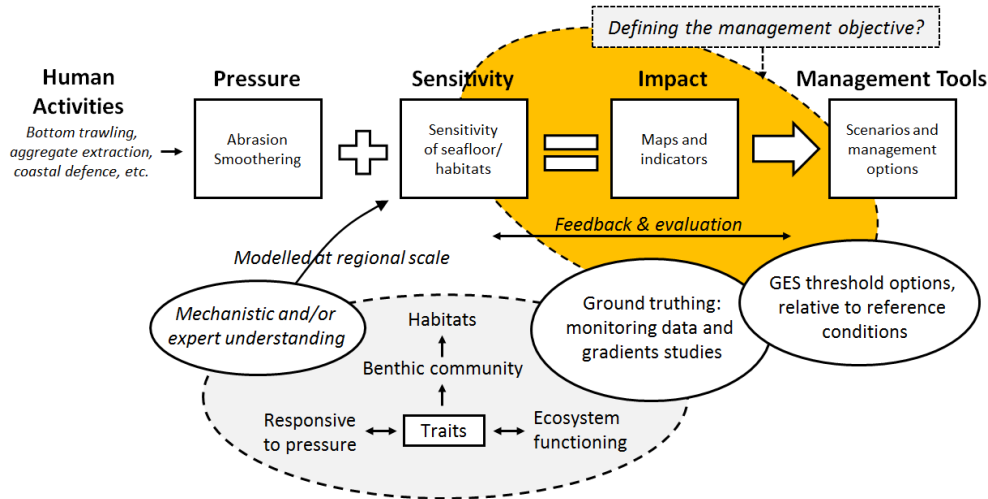 Defining the management objective?
Human
Activities
Bottom trawling,
aggregate extraction,
coastal defence, etc.
Pressure
Abrasion
Smoothering
Sensitivity
Sensitivity
of seafloor/
habitats
Impact
Maps and
indicators
Management Tools
Scenarios and
management
options
Feedback & evaluation
Modelled at regional scale
Mechanistic and/or
expert understanding
Ground truthing:
monitoring data and
gradients studies
GES threshold options,
relative to reference
conditions
Habitats
Benthic community
Responsive
to pressure
Traits
Ecosystem
functioning